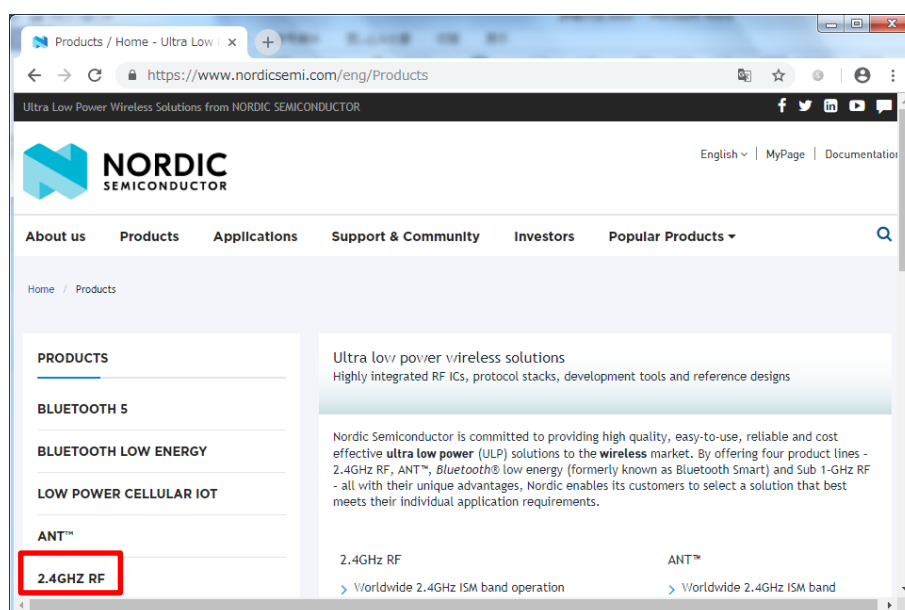 Products / Home - Ultra Low
https://www.nordicsemi.com/eng/Products
Ultra Low Power Wireless Solutions from NORDIC SEMICONDUCTOR
NORDIC
SEMICONDUCTOR
English | MyPage | Documentation
About us Products Applications Support & Community Investors Popular Products
Home / Products
PRODUCTS
BLUETOOTH 5
BLUETOOTH LOW ENERGY
LOW POWER CELLULAR IOT
ANT™
2.4GHZ RF
Ultra low power wireless solutions
Highly integrated RF ICs, protocol stacks, development tools and reference designs
Nordic Semiconductor is committed to providing high quality, easy-to-use, reliable and cost
effective ultra low power (ULP) solutions to the wireless market. By offering four product lines -
2.4GHz RF, ANT™, Bluetooth® low energy (formerly known as Bluetooth Smart) and Sub 1-GHz RF
- all with their unique advantages, Nordic enables its customers to select a solution that best
meets their individual application requirements.
2.4GHz RF
Worldwide 2.4GHz ISM band operation
ANT™
Worldwide 2.4GHz ISM band